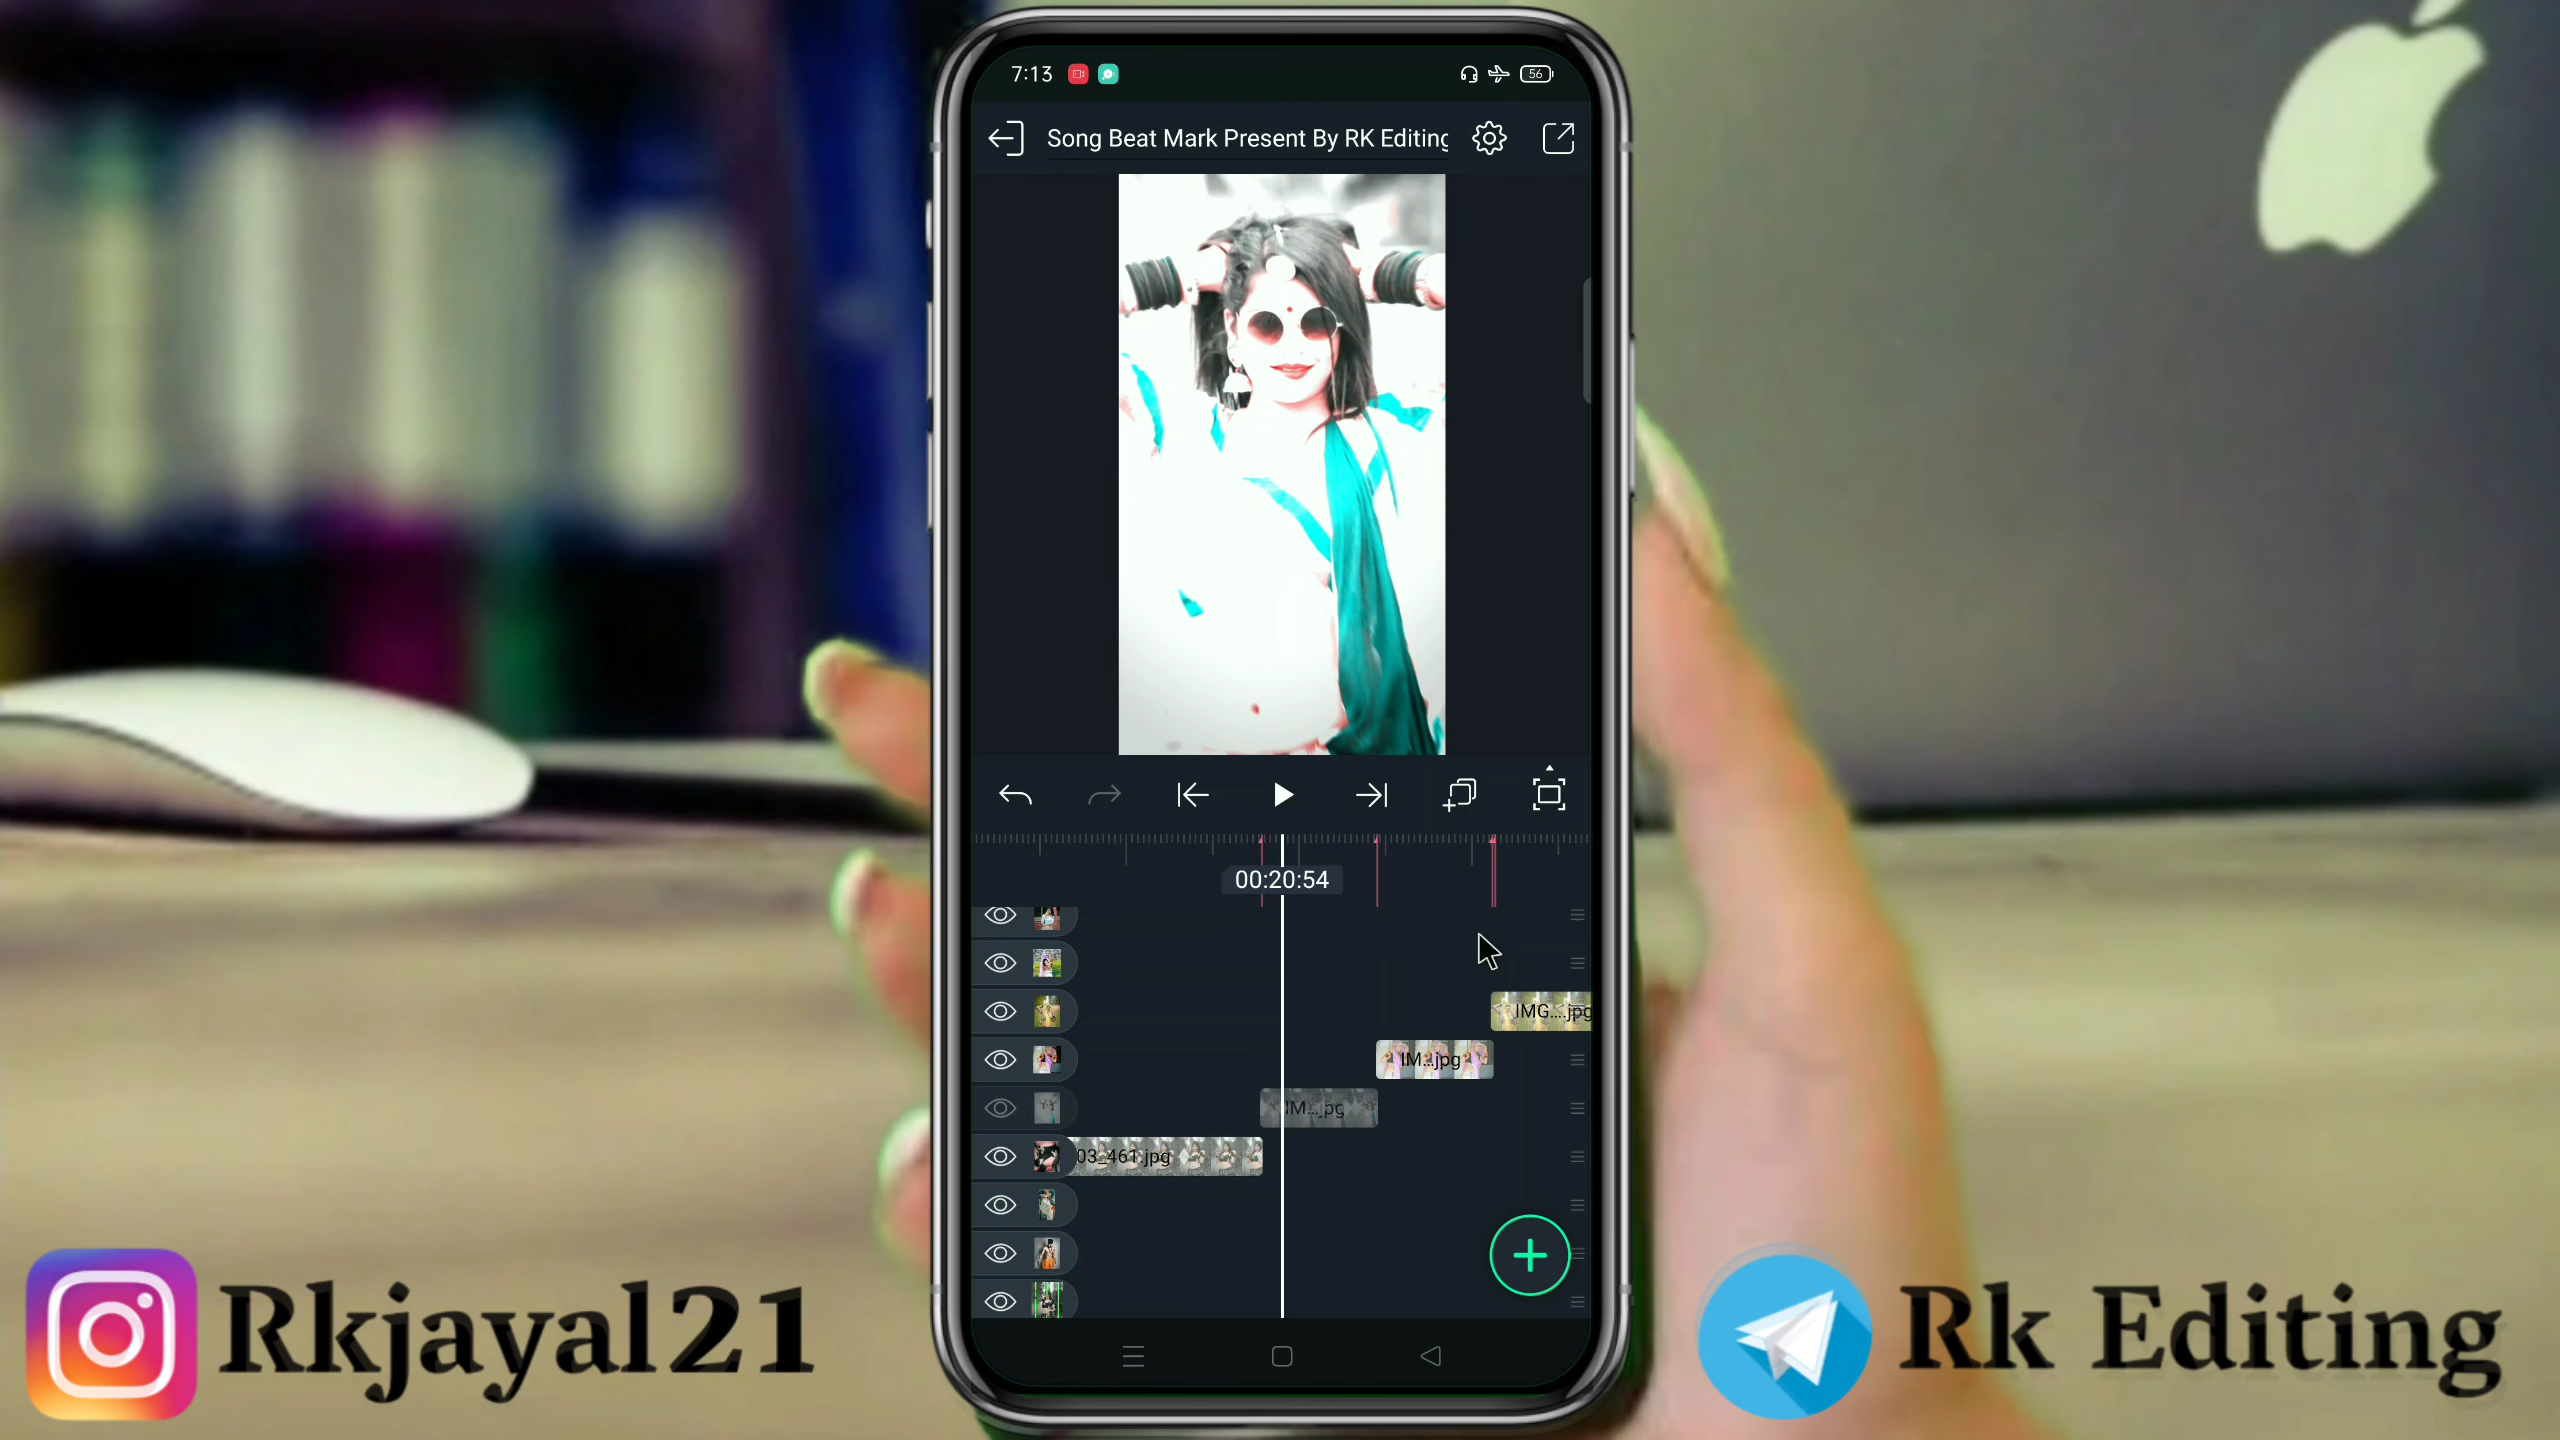 7:13
56
Song Beat Mark Present By RK Editing
00:20:54
IMG....jpg
IM...jpg
IM...jpg
03_461.jpg
Rkjayal21
Rk Editing